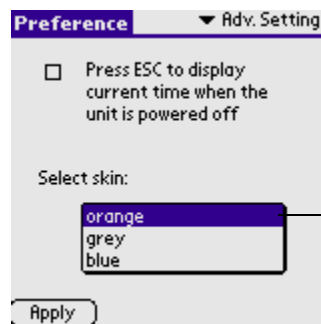 Preference ▼ Adv. Setting
Press ESC to display
current time when the
unit is powered off
Select skin:
orange
grey
blue
Apply